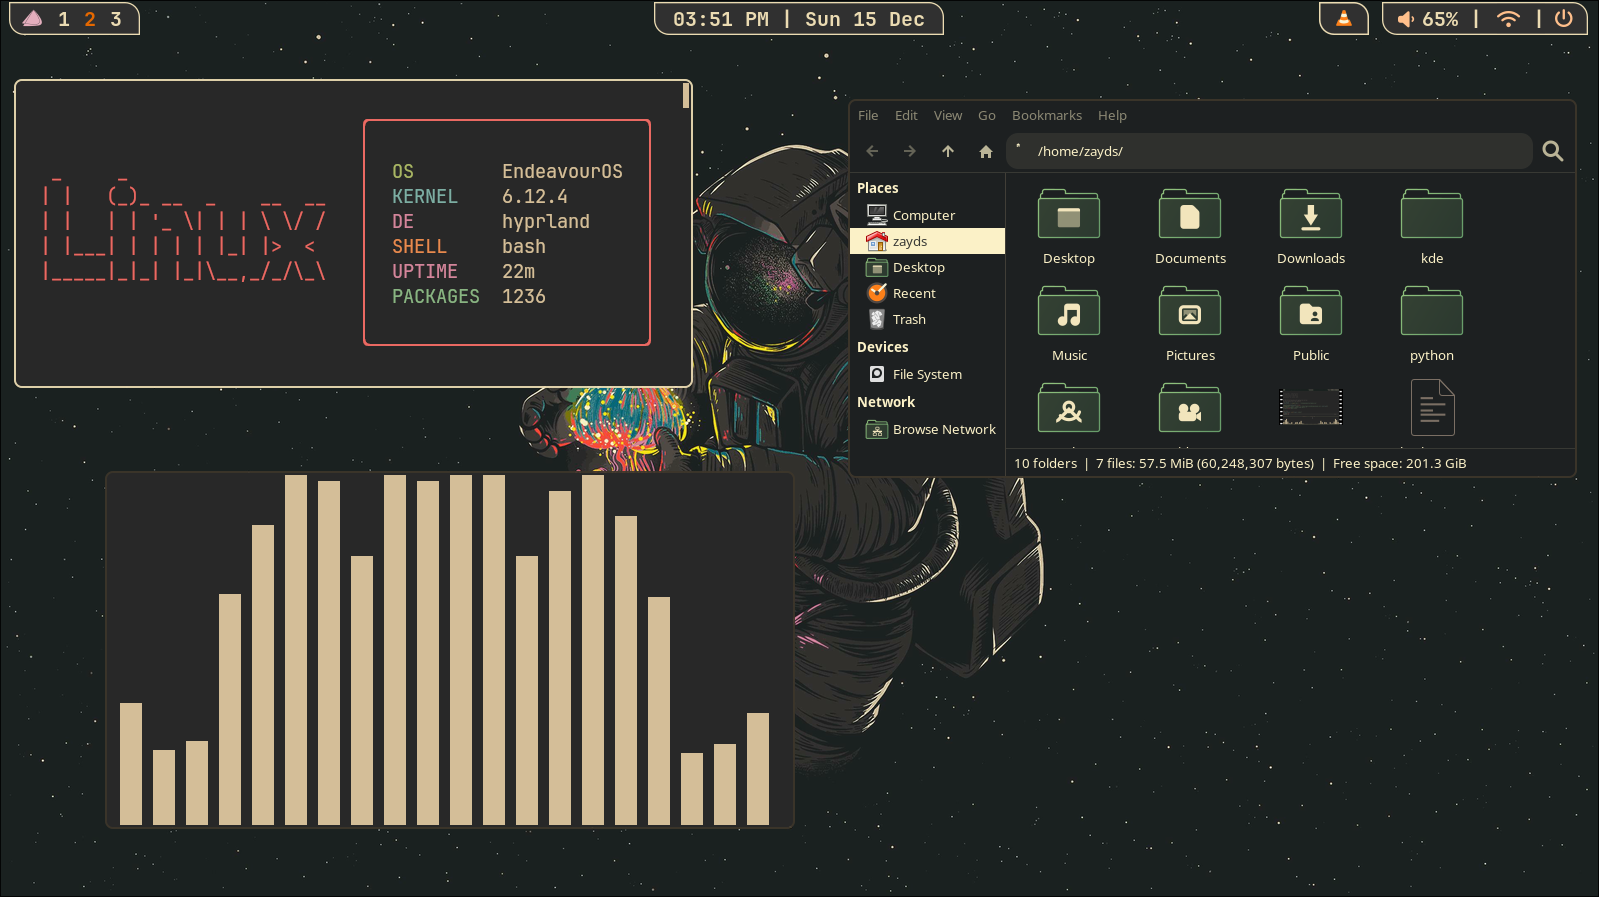 1 2 3
03:51 PM | Sun 15 Dec
65% | |
Linux
OS EndeavourOS
KERNEL 6.12.4
DE hyprland
SHELL bash
UPTIME 22m
PACKAGES 1236
File Edit View Go Bookmarks Help
/home/zayds/
Places
Computer
zayds
Desktop
Recent
Trash
Devices
File System
Network
Browse Network
Desktop Documents Downloads kde
Music Pictures Public python
10 folders | 7 files: 57.5 MiB (60,248,307 bytes) | Free space: 201.3 GiB